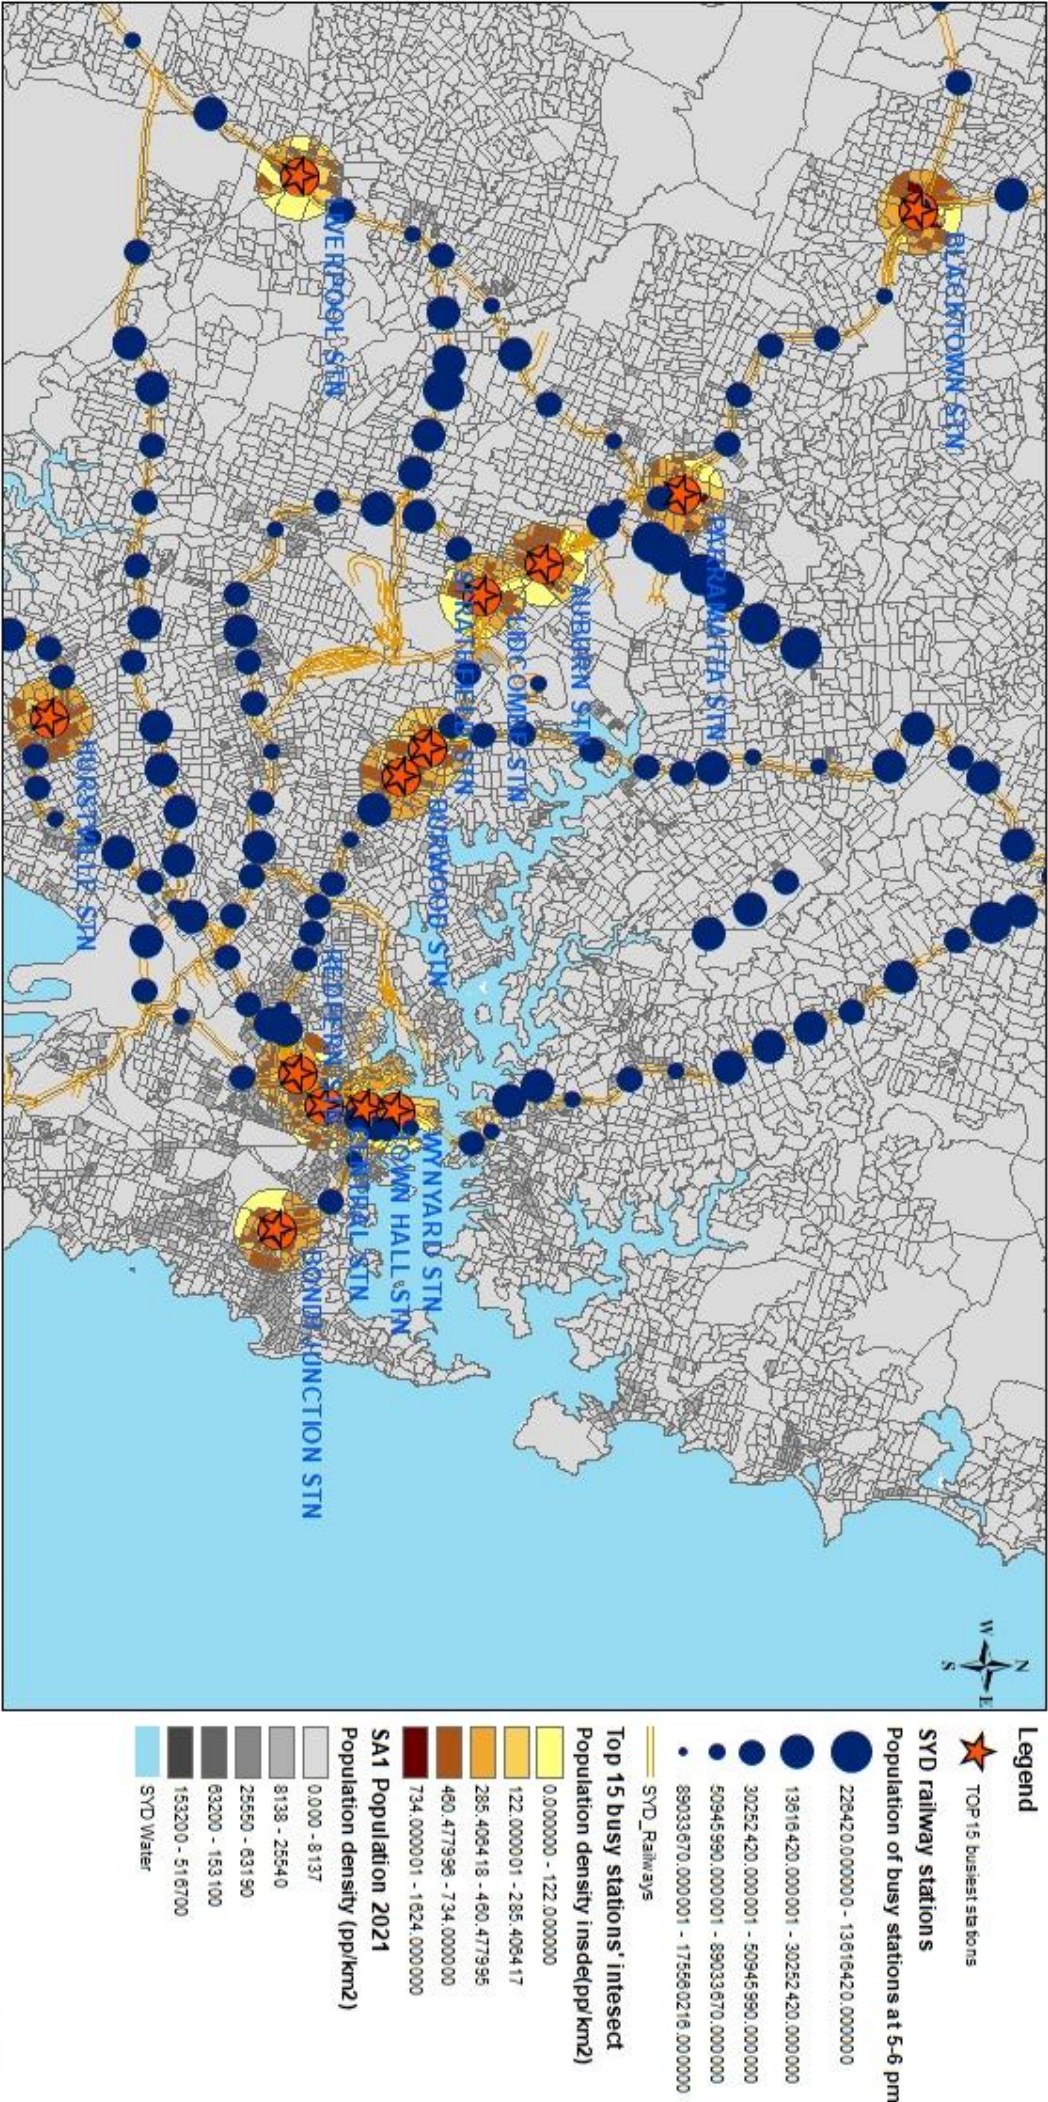 BLACKTOWN STN
PARRAMATTA STN
AUBURN STN
LIDCOMBE STN
STRATHFIELD STN
BURWOOD STN
LIVERPOOL STN
WYNYARD STN
TOWN HALL STN
CENTRAL STN
REDFERN STN
BONDI JUNCTION STN
HURSTVILLE STN
N
W E
S
Legend
TOP 15 busiest stations
SYD railway stations
Population of busy stations at 5-6 pm
226420.000000 - 13616420.000000
13616420.000001 - 30252420.000000
30252420.000001 - 50945990.000000
50945990.000001 - 89033670.000000
89033670.000001 - 175560216.000000
SYD_Railways
Top 15 busy stations' intesect
Population density insde(pp/km2)
0.000000 - 122.000000
122.000001 - 285.406417
285.406418 - 460.477995
460.477996 - 734.000000
734.000001 - 1624.000000
SA1 Population 2021
Population density (pp/km2)
0.000 - 8137
8138 - 25540
25550 - 63190
63200 - 153100
153200 - 516700
SYD Water